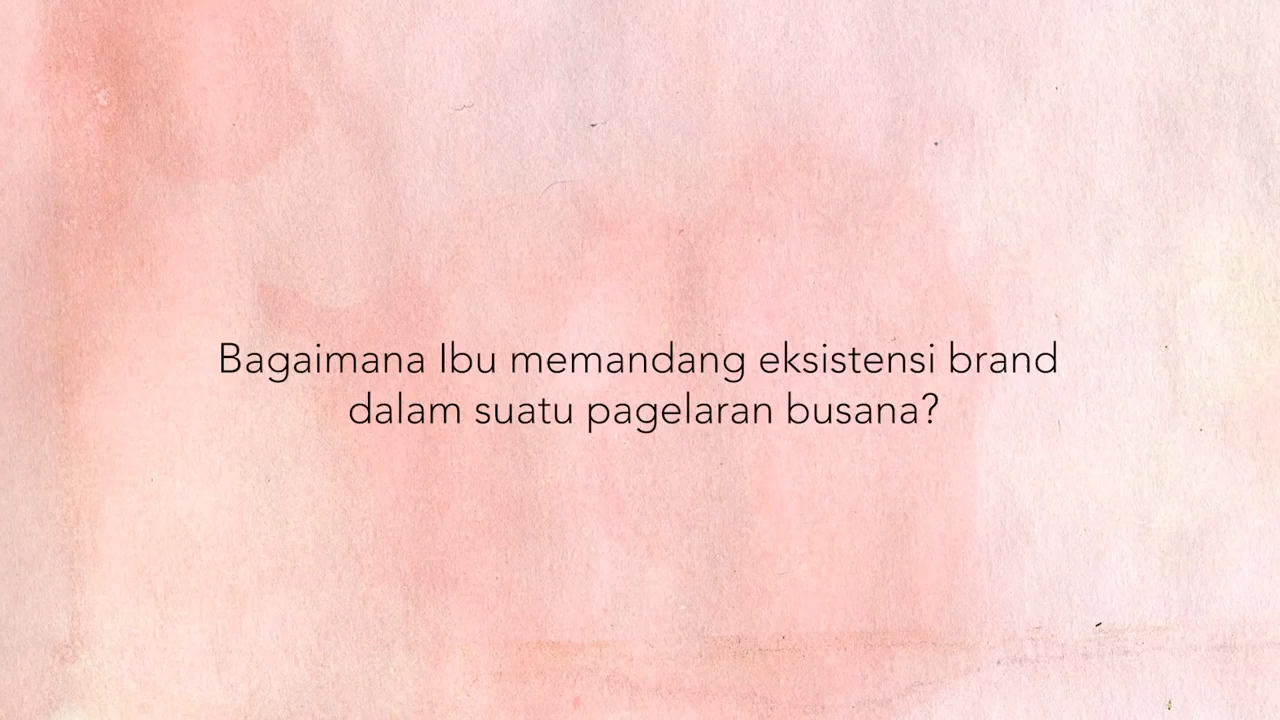 Bagaimana Ibu memandang eksistensi brand
dalam suatu pagelaran busana?